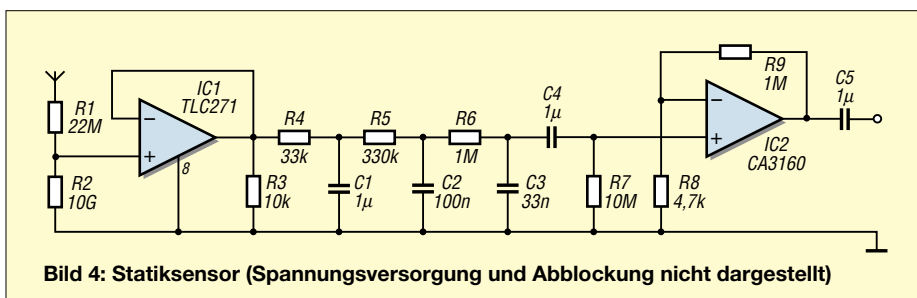 IC1
TLC271
R1
22M
R2
10G
8
R3
10k
R4
33k
C1
1µ
R5
330k
C2
100n
R6
1M
C3
33n
C4
1µ
R7
10M
R8
4,7k
R9
1M
IC2
CA3160
C5
1µ
Bild 4: Statiksensor (Spannungsversorgung und Abblockung nicht dargestellt)